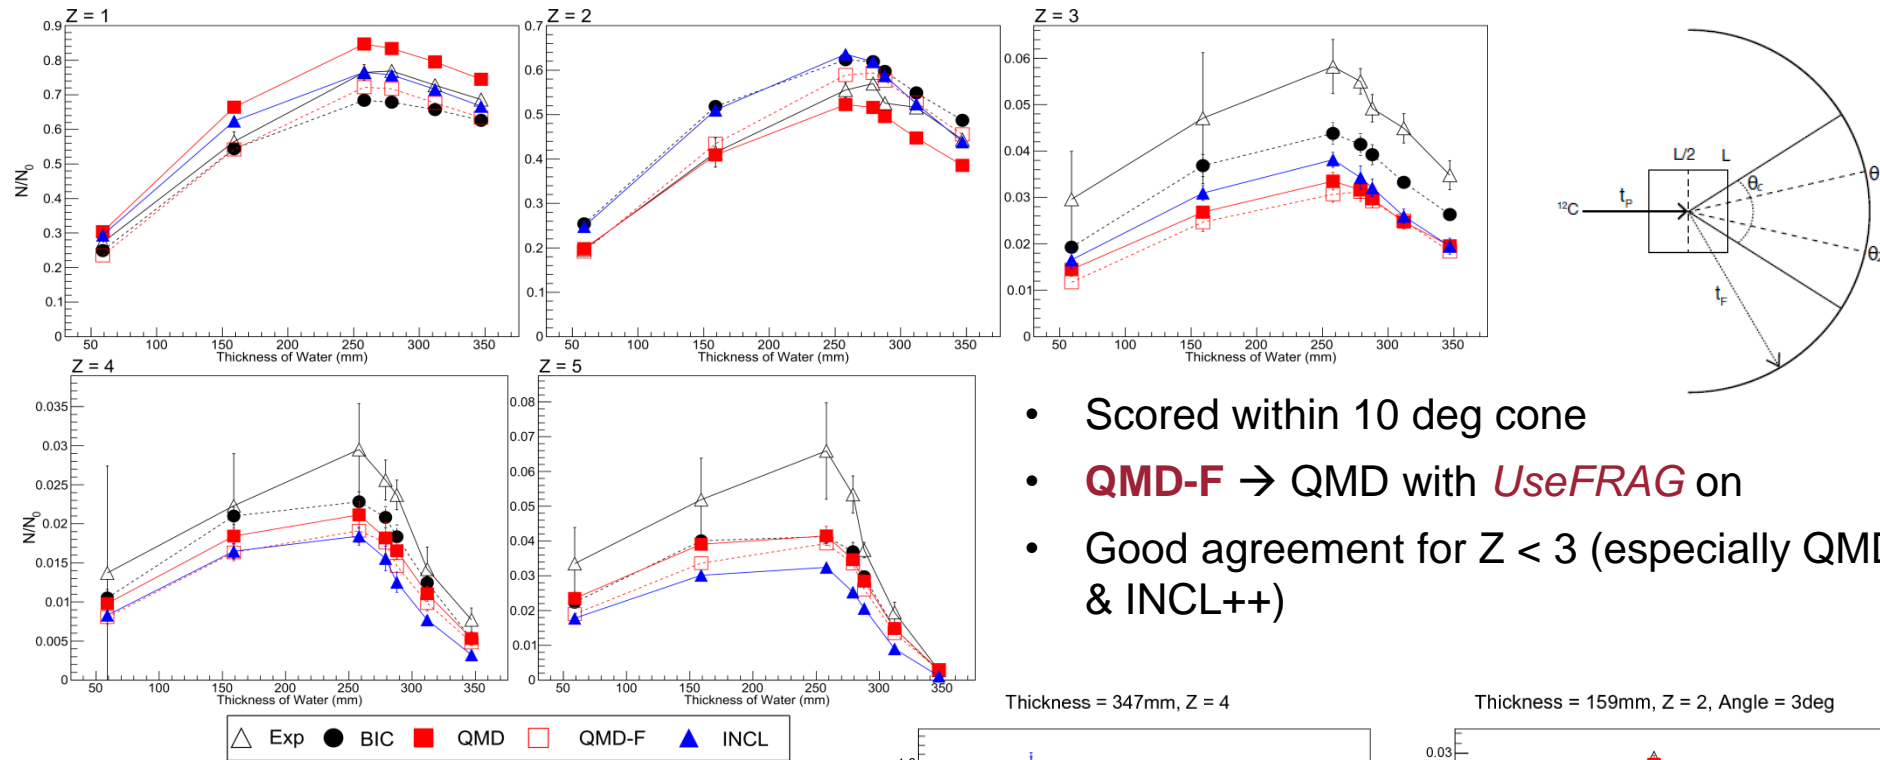 Z = 1
Z = 2
Z = 3
0.9
0.8
0.7
0.6
0.5
0.4
0.3
0.2
0.1
0
N/N0
50 100 150 200 250 300 350
Thickness of Water (mm)
0.7
0.6
0.5
0.4
0.3
0.2
0.1
0
50 100 150 200 250 300 350
Thickness of Water (mm)
0.06
0.05
0.04
0.03
0.02
0.01
0
50 100 150 200 250 300 350
Thickness of Water (mm)
L/2 L
θC
θ
12C
tP
θ
tF
Z = 4
Z = 5
0.035
0.03
0.025
0.02
0.015
0.01
0.005
0
N/N0
50 100 150 200 250 300 350
Thickness of Water (mm)
0.08
0.07
0.06
0.05
0.04
0.03
0.02
0.01
0
50 100 150 200 250 300 350
Thickness of Water (mm)
• Scored within 10 deg cone
• QMD-F → QMD with UseFRAG on
• Good agreement for Z < 3 (especially QMD
& INCL++)
Exp BIC QMD QMD-F INCL
Thickness = 347mm, Z = 4
Thickness = 159mm, Z = 2, Angle = 3deg
0.03